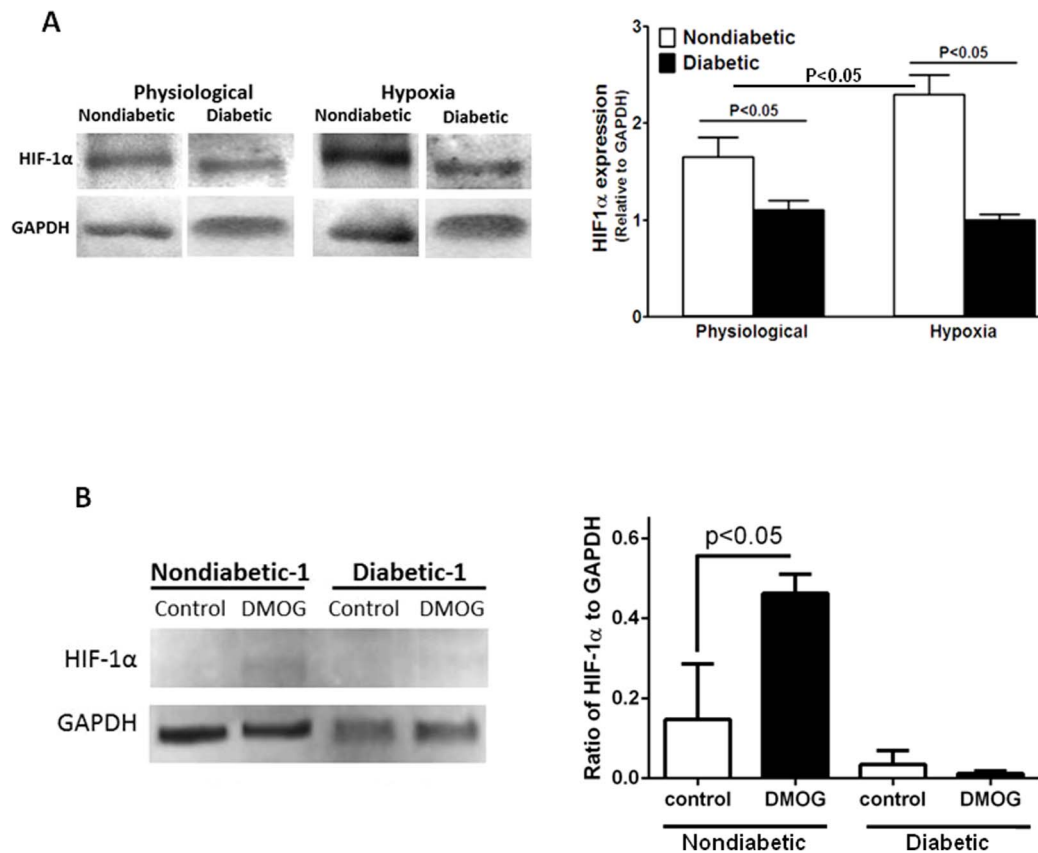 A
Physiological Hypoxia
Nondiabetic Diabetic Nondiabetic Diabetic
HIF-1α
GAPDH
3
2
1
0
HIF1α expression
(Relative to GAPDH)
Nondiabetic
Diabetic
P<0.05
P<0.05
P<0.05
Physiological Hypoxia
B
Nondiabetic-1 Diabetic-1
Control DMOG Control DMOG
HIF-1α
GAPDH
Ratio of HIF-1α to GAPDH
0.6
0.4
0.2
0.0
p<0.05
control DMOG control DMOG
Nondiabetic Diabetic